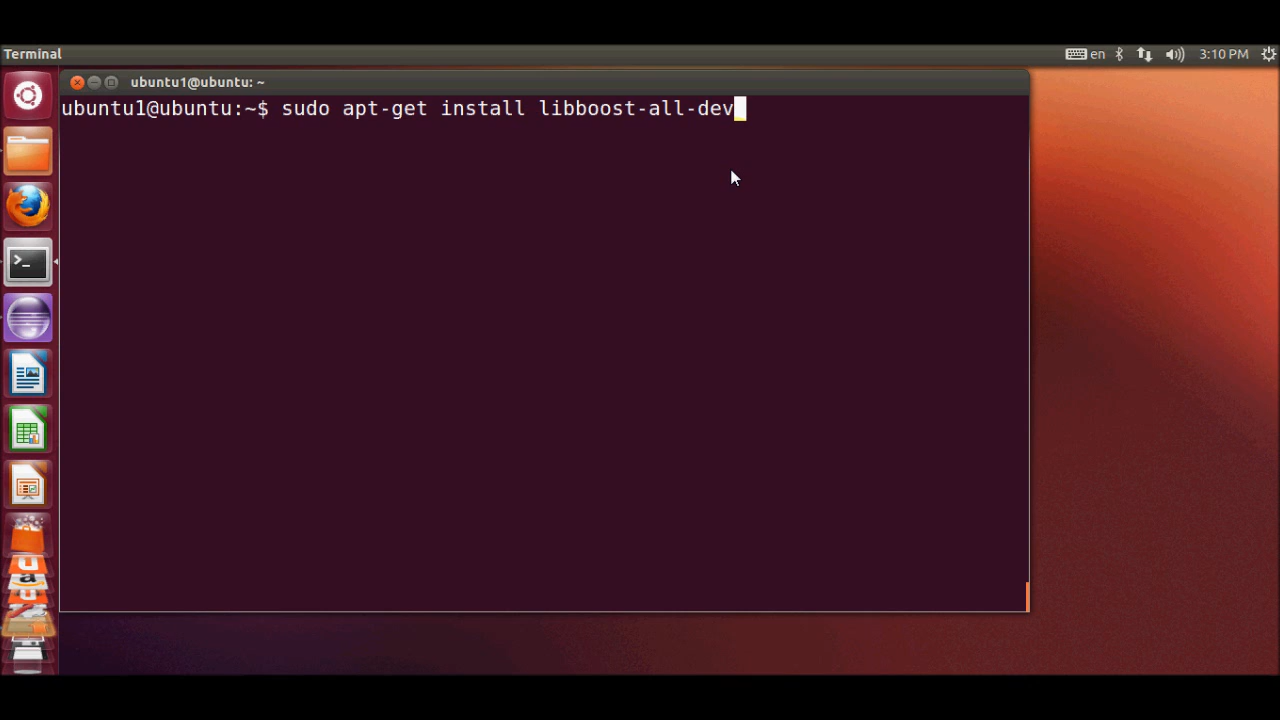 Terminal
en
3:10 PM
ubuntu1@ubuntu: ~
ubuntu1@ubuntu:~$ sudo apt-get install libboost-all-dev